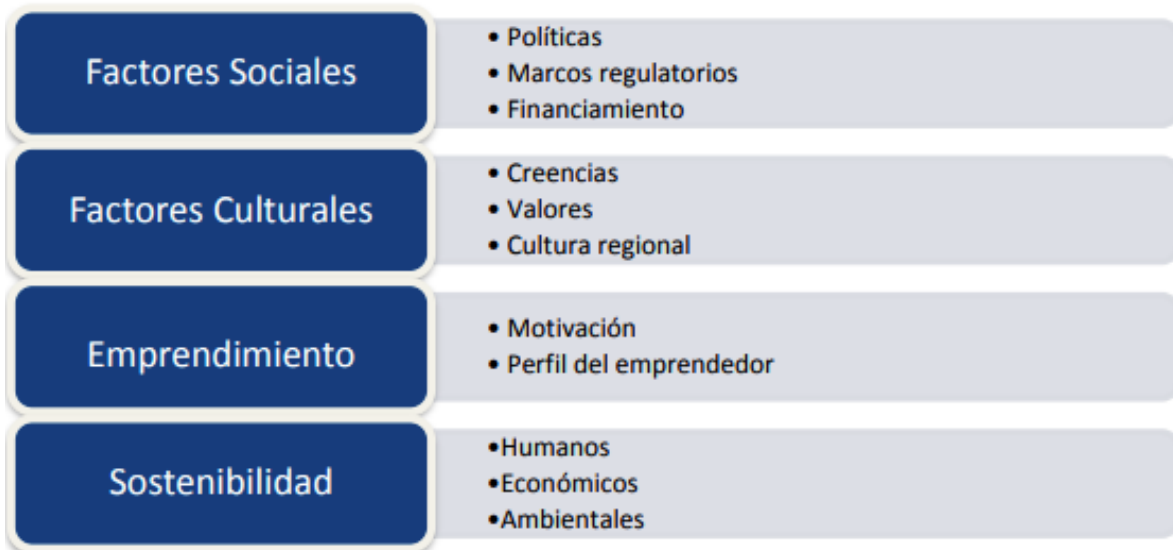 Factores Sociales
• Políticas
• Marcos regulatorios
• Financiamiento
Factores Culturales
• Creencias
• Valores
• Cultura regional
Emprendimiento
• Motivación
• Perfil del emprendedor
Sostenibilidad
•Humanos
•Económicos
•Ambientales